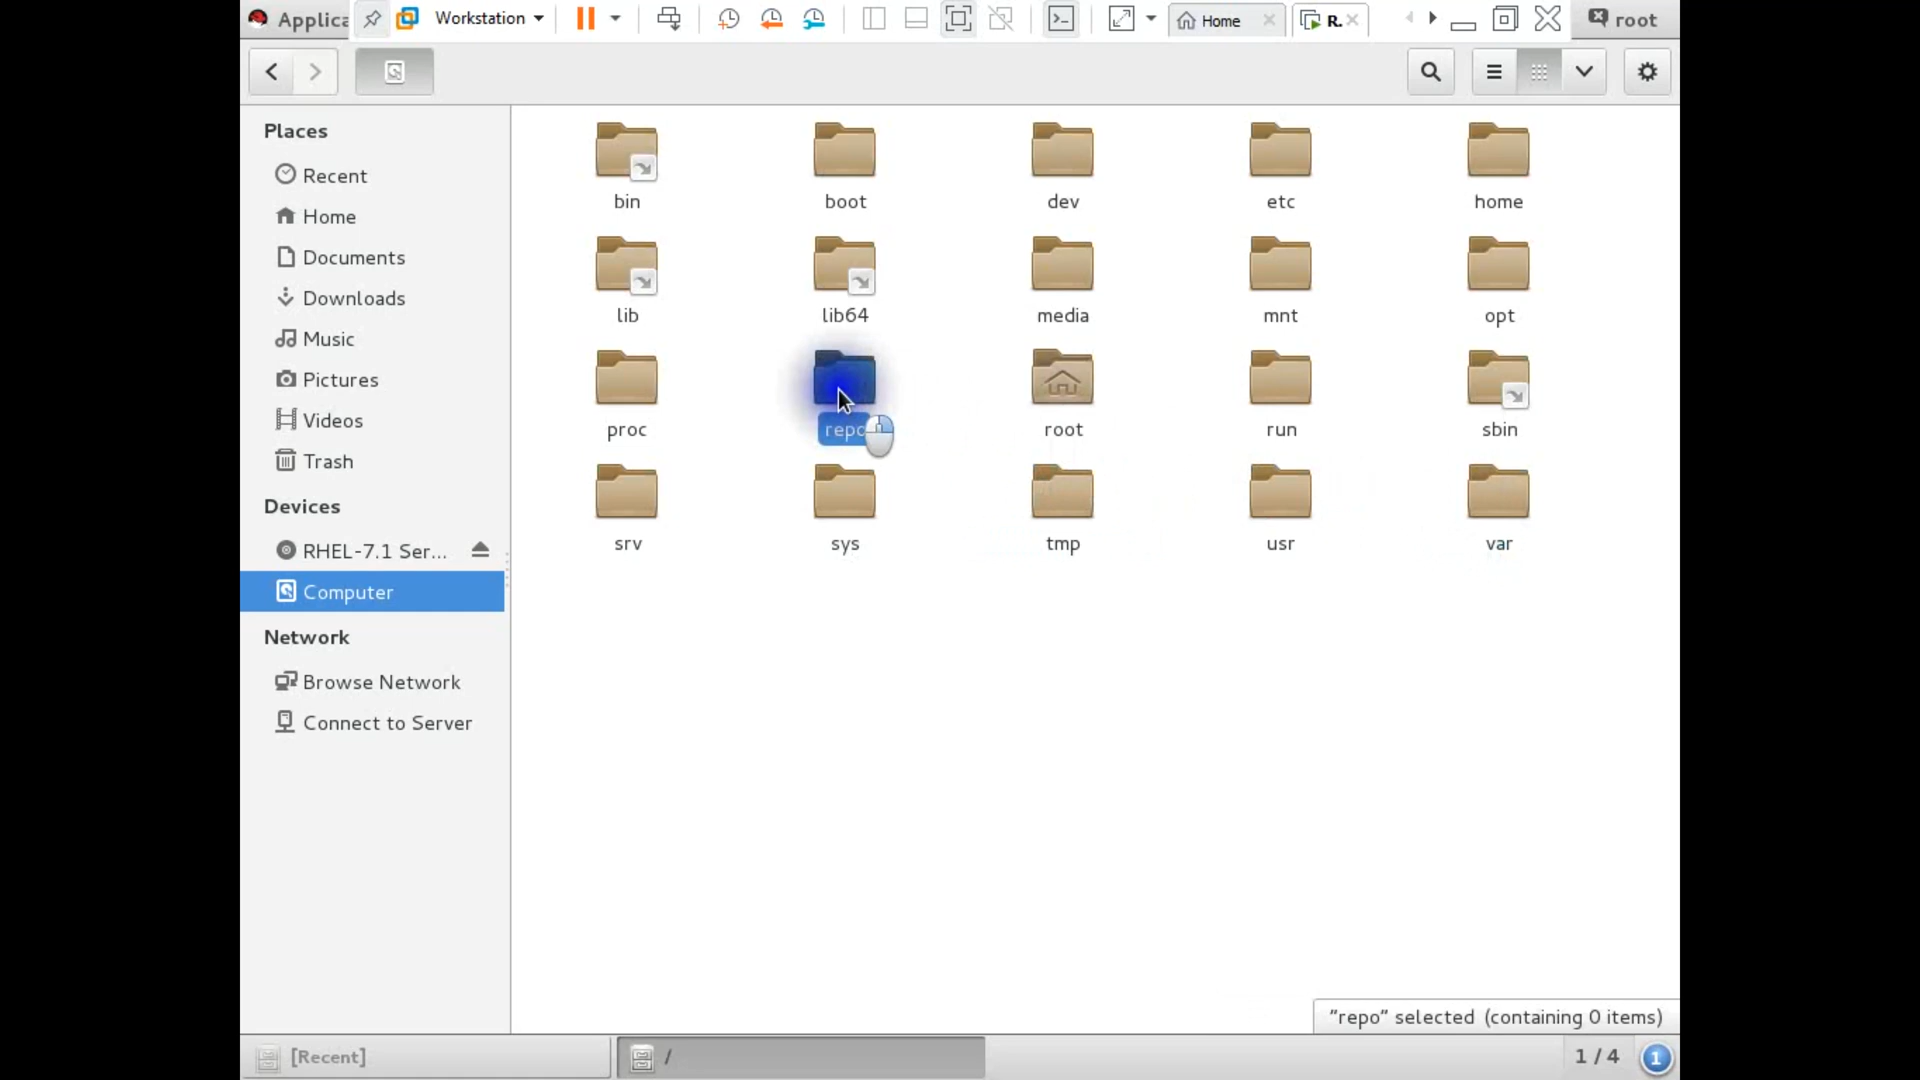 Applica
Workstation
Home
R.
root
Places
Recent
Home
Documents
Downloads
Music
Pictures
Videos
Trash
Devices
RHEL-7.1 Ser...
Computer
Network
Browse Network
Connect to Server
bin boot dev etc home
lib lib64 media mnt opt
proc repo root run sbin
srv sys tmp usr var
"repo" selected (containing 0 items)
[Recent]
/
1 / 4
1